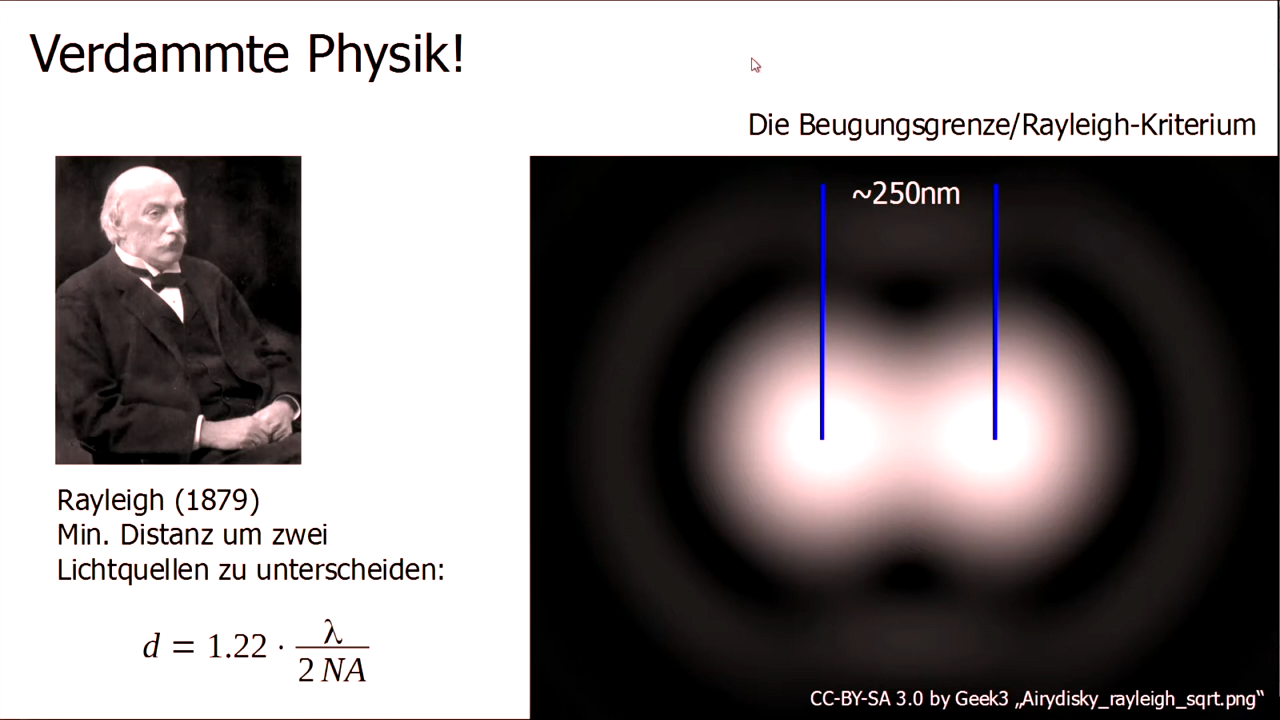 Verdammte Physik!
Die Beugungsgrenze/Rayleigh-Kriterium
~250nm
Rayleigh (1879)
Min. Distanz um zwei
Lichtquellen zu unterscheiden:
d = 1.22 · λ / 2 NA
CC-BY-SA 3.0 by Geek3 „Airydisky_rayleigh_sqrt.png“